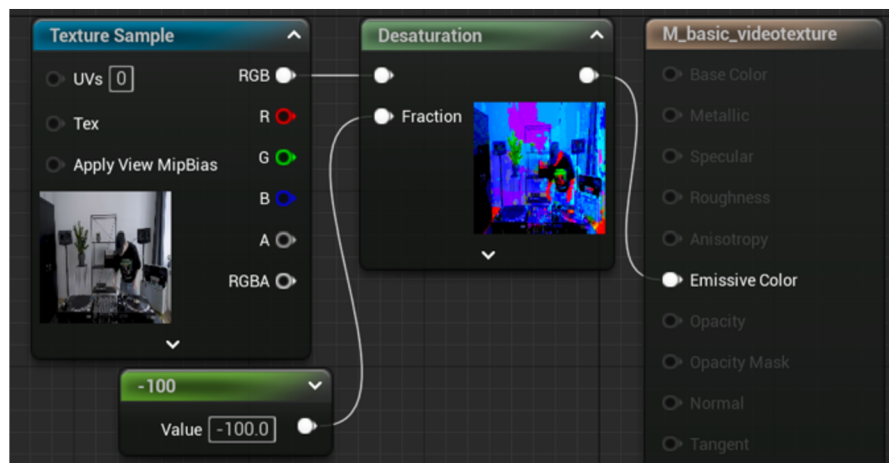 Texture Sample
UVs 0
Tex
Apply View MipBias
RGB
R
G
B
A
RGBA
-100
Value -100.0
Desaturation
Fraction
M_basic_videotexture
Base Color
Metallic
Specular
Roughness
Anisotropy
Emissive Color
Opacity
Opacity Mask
Normal
Tangent